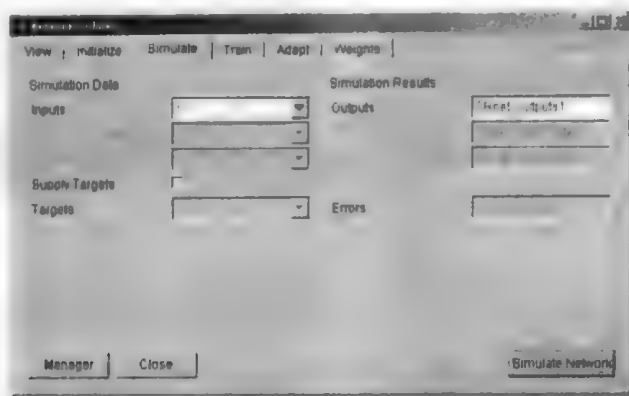 View Initialize Simulate Train Adapt Weights
Simulation Data Simulation Results
Inputs Outputs
Supply Targets
Targets Errors
Manager Close Simulate Network